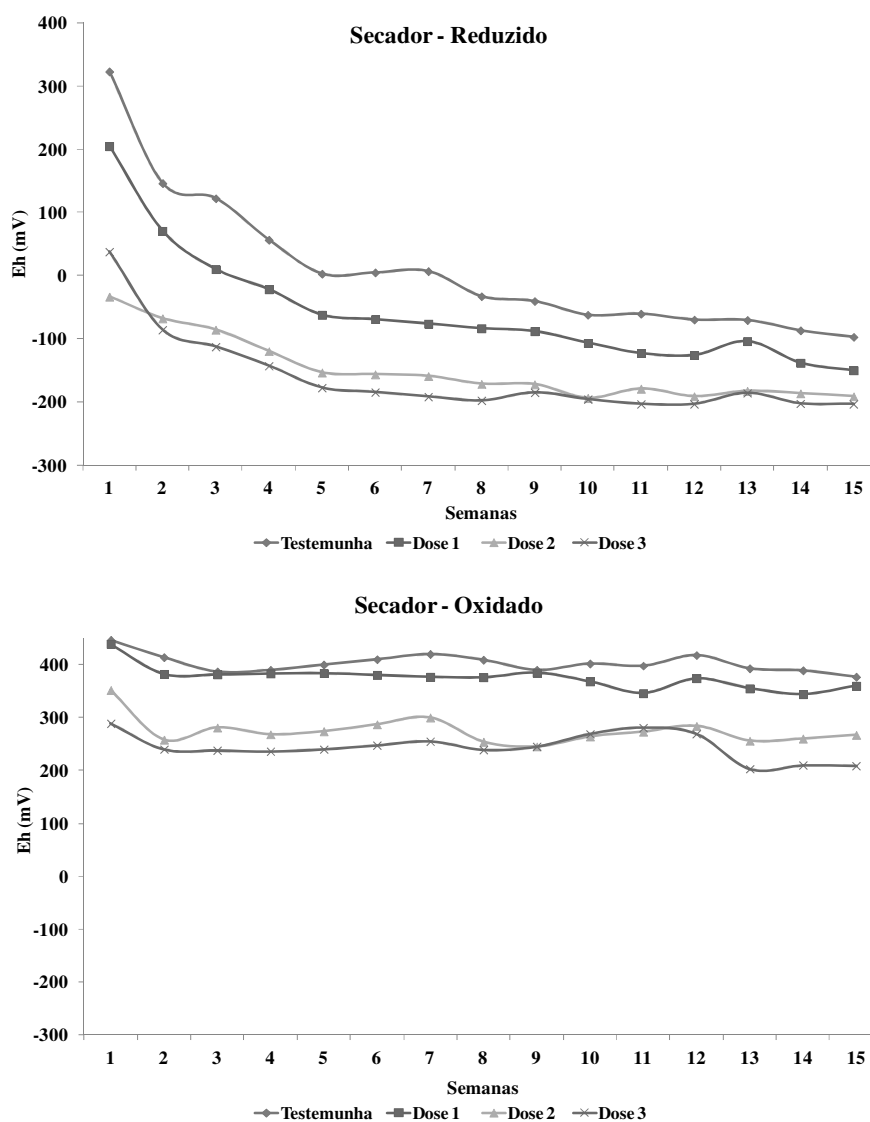 Secador - Reduzido
400
300
200
100
0
-100
-200
-300
Eh (mV)
1 2 3 4 5 6 7 8 9 10 11 12 13 14 15
Semanas
Testemunha Dose 1 Dose 2 Dose 3
Secador - Oxidado
400
300
200
100
0
-100
-200
-300
Eh (mV)
1 2 3 4 5 6 7 8 9 10 11 12 13 14 15
Semanas
Testemunha Dose 1 Dose 2 Dose 3